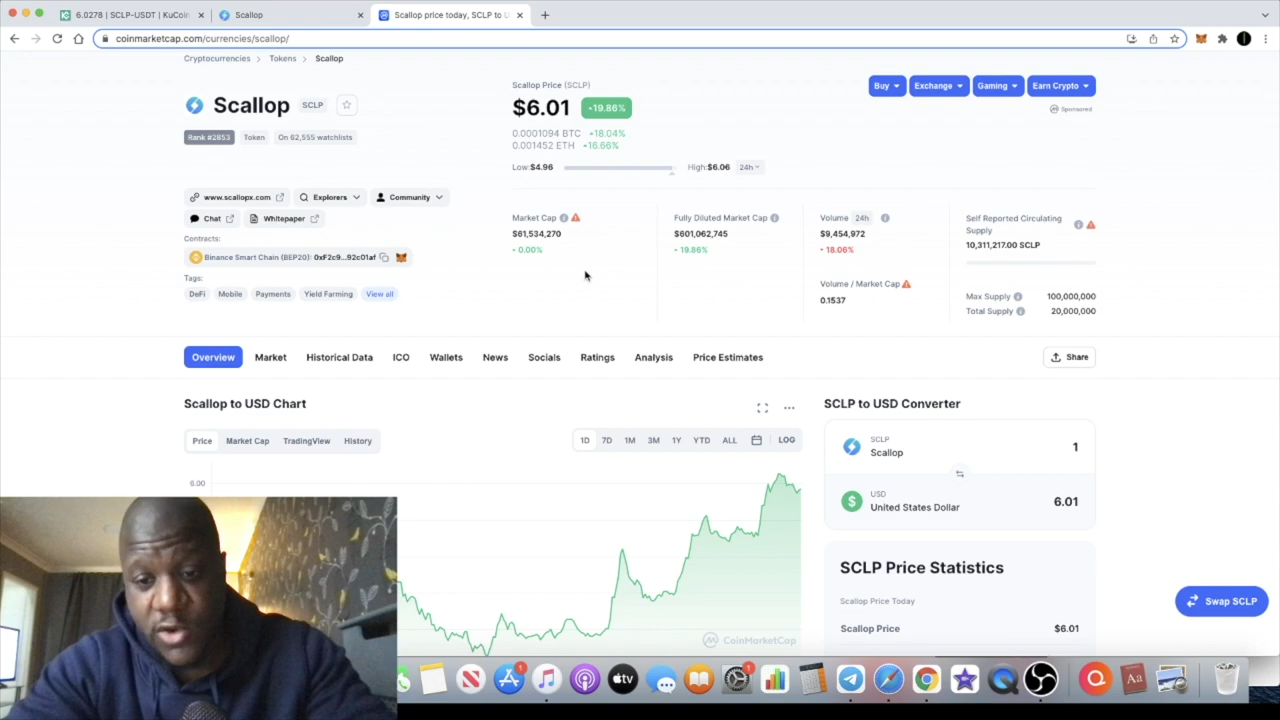 6.0278 | SCLP-USDT | KuCoin
Scallop
Scallop price today, SCLP to U
coinmarketcap.com/currencies/scallop/
Cryptocurrencies > Tokens > Scallop
Scallop SCLP
Rank #2853 Token On 62,555 watchlists
www.scallopx.com Explorers Community
Chat Whitepaper
Contracts:
Binance Smart Chain (BEP20): 0xF2c9...92c01af
Tags:
DeFi Mobile Payments Yield Farming View all
Scallop Price (SCLP)
$6.01 19.86%
0.0001094 BTC 18.04%
0.001452 ETH 16.66%
Low:$4.96 High:$6.06 24h
Buy Exchange Gaming Earn Crypto
Sponsored
Market Cap
$61,534,270
0.00%
Fully Diluted Market Cap
$601,062,745
19.86%
Volume 24h
$9,454,972
18.06%
Volume / Market Cap
0.1537
Self Reported Circulating
Supply
10,311,217.00 SCLP
Max Supply 100,000,000
Total Supply 20,000,000
Overview Market Historical Data ICO Wallets News Socials Ratings Analysis Price Estimates
Share
Scallop to USD Chart
Price Market Cap TradingView History
1D 7D 1M 3M 1Y YTD ALL LOG
6.00
CoinMarketCap
SCLP to USD Converter
SCLP
Scallop 1
USD
United States Dollar 6.01
SCLP Price Statistics
Scallop Price Today
Scallop Price $6.01
Swap SCLP
1
tv
1
Aa